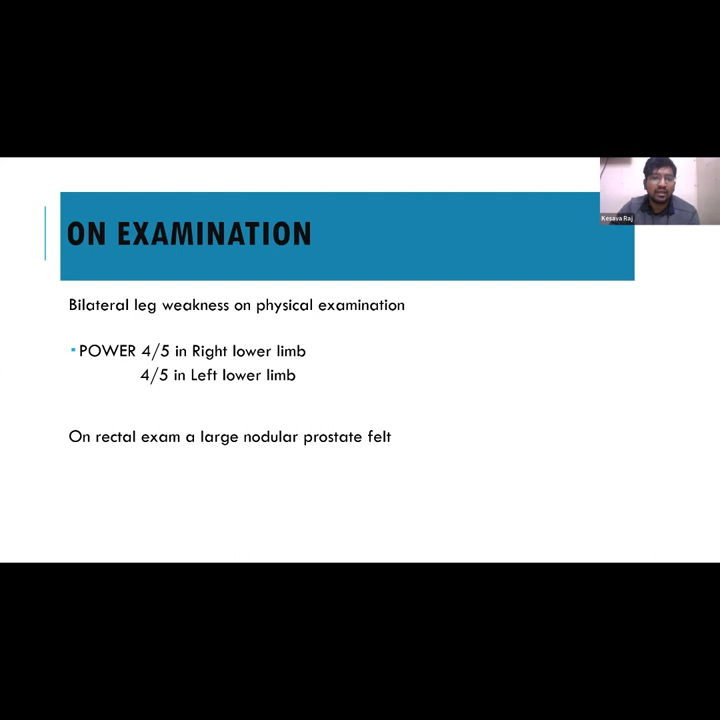 Kesava Raj
ON EXAMINATION
Bilateral leg weakness on physical examination
▪ POWER 4/5 in Right lower limb
4/5 in Left lower limb
On rectal exam a large nodular prostate felt